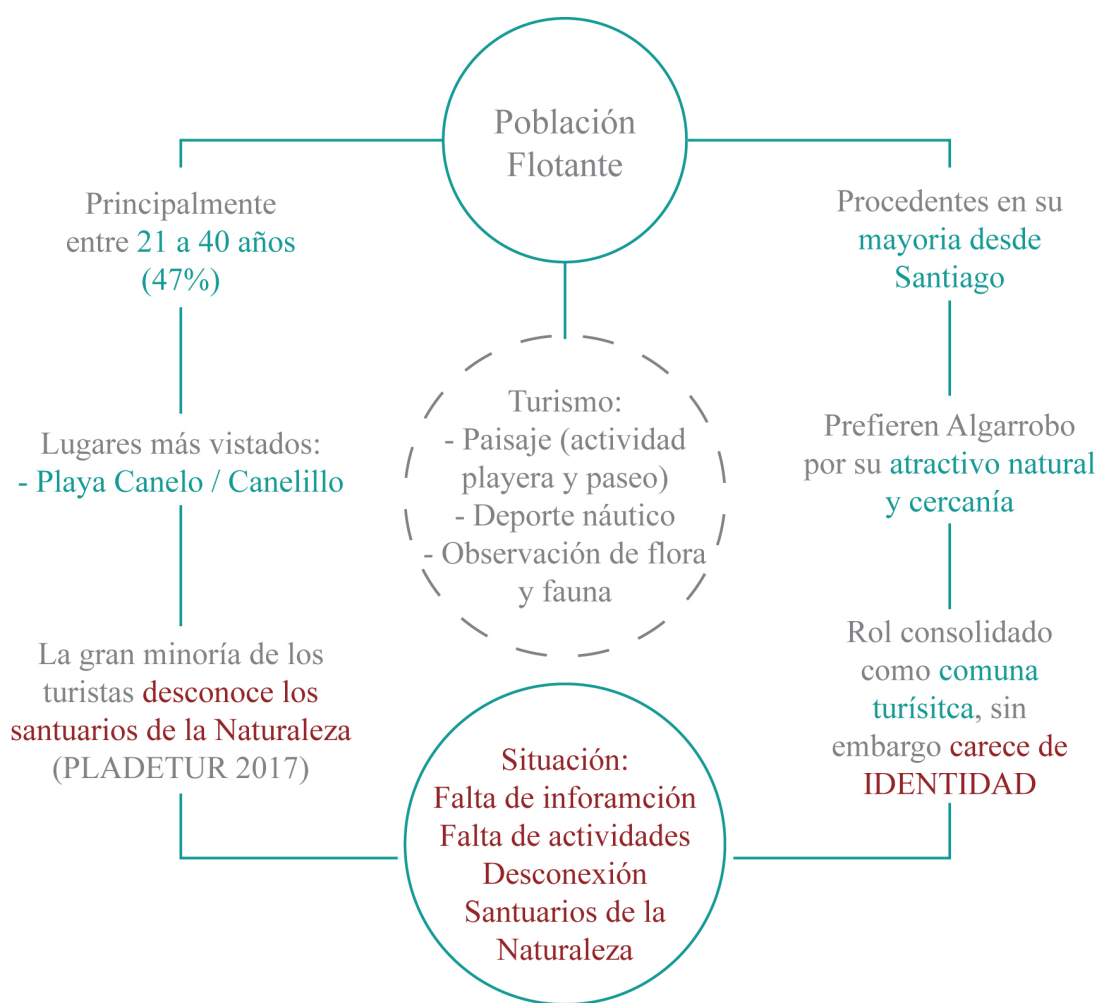 Población
Flotante
Principalmente
entre 21 a 40 años
(47%)
Lugares más vistados:
- Playa Canelo / Canelillo
La gran minoría de los
turistas desconoce los
santuarios de la Naturaleza
(PLADETUR 2017)
Turismo:
- Paisaje (actividad
playera y paseo)
- Deporte náutico
- Observación de flora
y fauna
Procedentes en su
mayoria desde
Santiago
Prefieren Algarrobo
por su atractivo natural
y cercanía
Rol consolidado
como comuna
turísitca, sin
embargo carece de
IDENTIDAD
Situación:
Falta de inforamción
Falta de actividades
Desconexión
Santuarios de la
Naturaleza